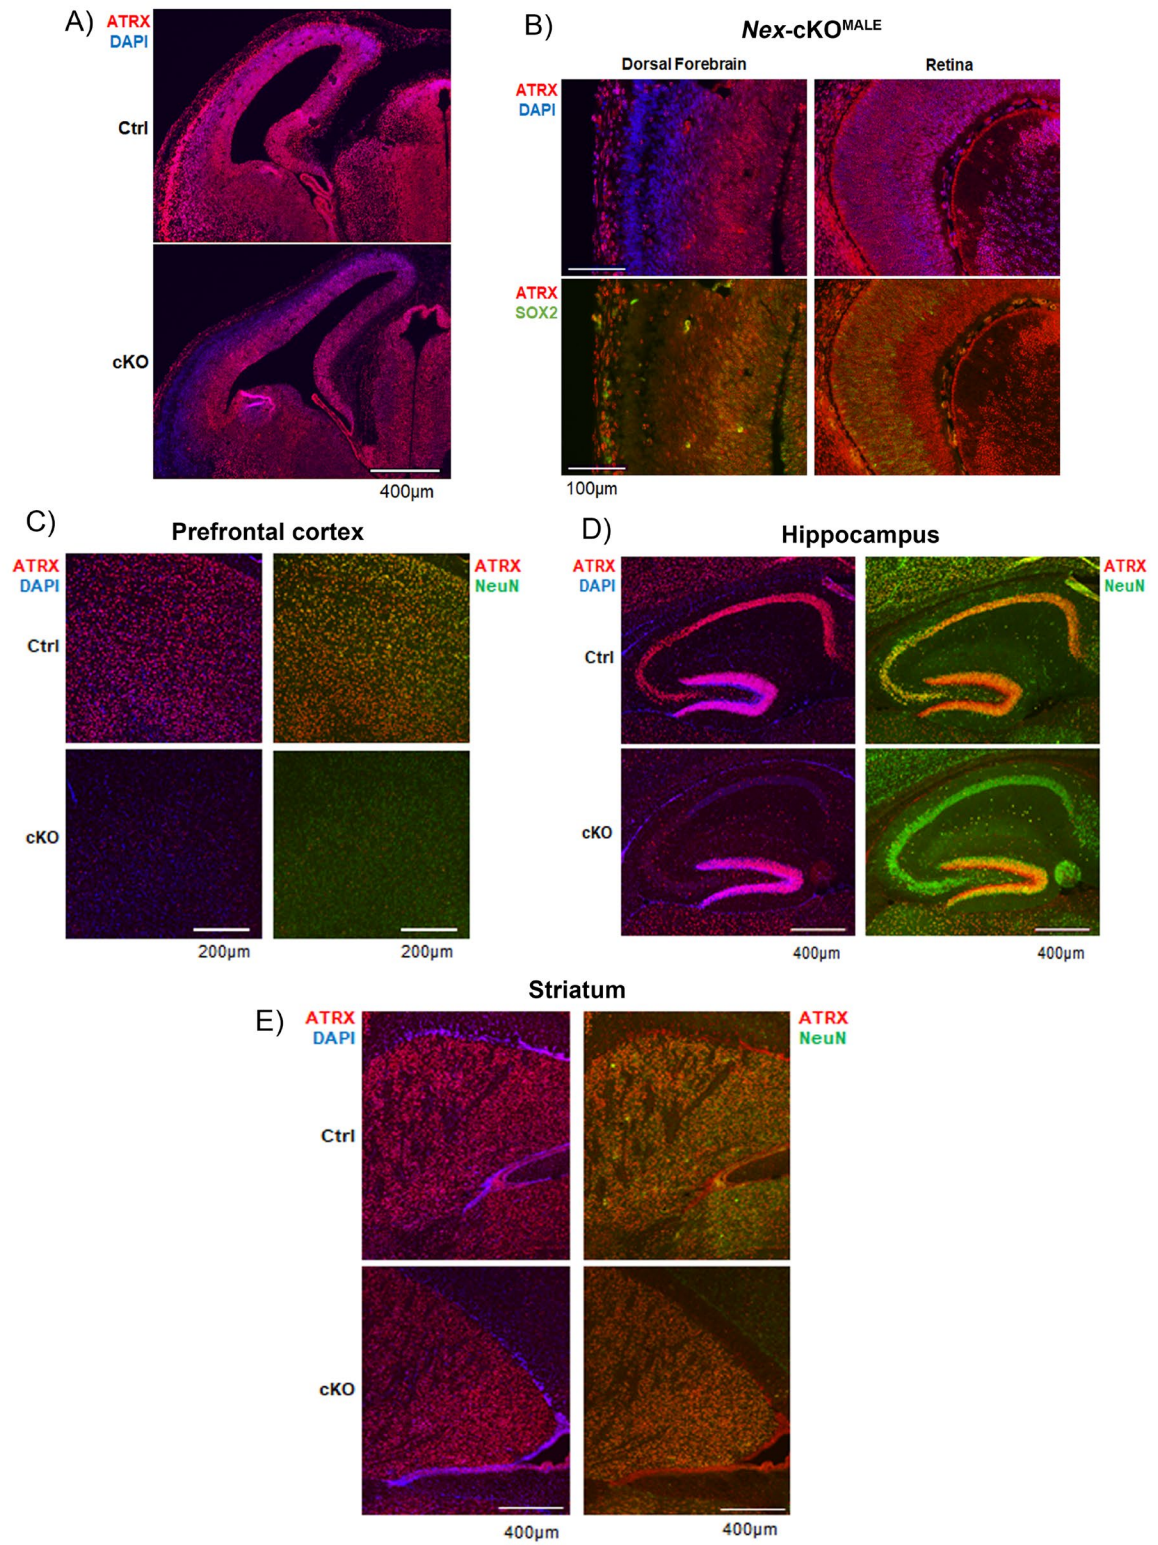 A)
ATRX
DAPI
Ctrl
cKO
400µm
B)
Nex-cKOMALE
Dorsal Forebrain
Retina
ATRX
DAPI
ATRX
SOX2
100µm
C)
Prefrontal cortex
ATRX
DAPI
ATRX
NeuN
Ctrl
cKO
200µm
200µm
D)
Hippocampus
ATRX
DAPI
ATRX
NeuN
Ctrl
cKO
400µm
400µm
Striatum
E)
ATRX
DAPI
ATRX
NeuN
Ctrl
cKO
400µm
400µm